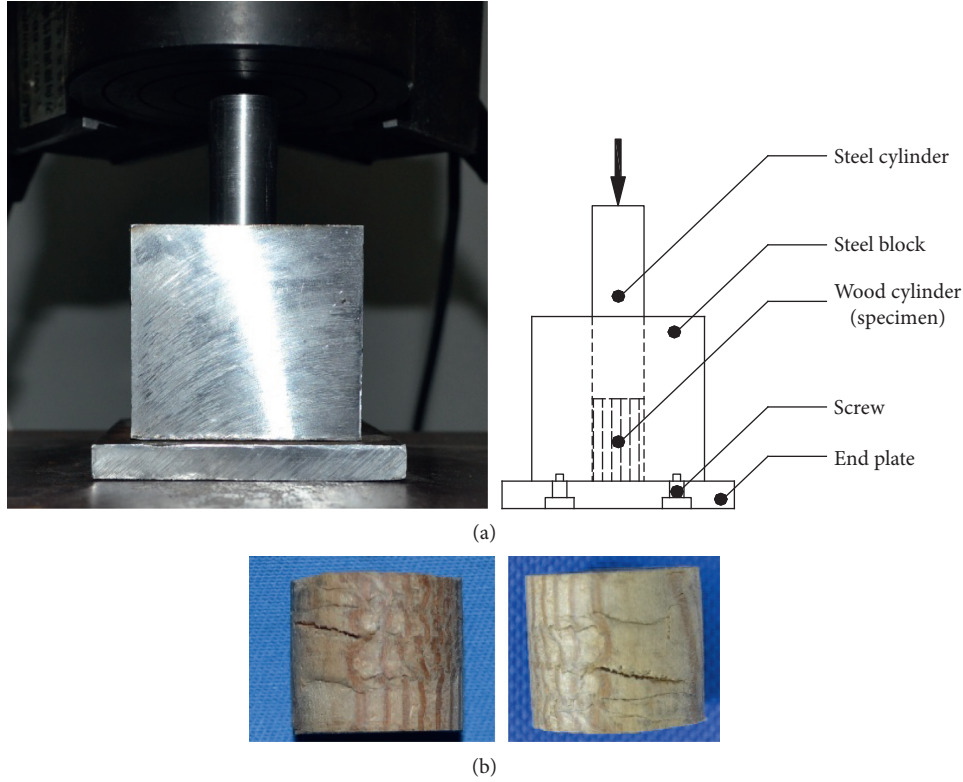 Steel cylinder
Steel block
Wood cylinder
(specimen)
Screw
End plate
(a)
(b)